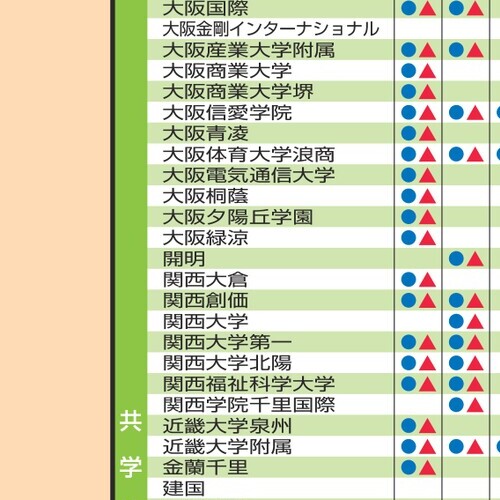 大阪国際 ●▲ ●▲
大阪金剛インターナショナル
大阪産業大学附属 ●▲ ●▲
大阪商業大学 ●▲
大阪商業大学堺 ●▲
大阪信愛学院 ●▲ ●▲
大阪青凌 ●▲
大阪体育大学浪商 ●▲ ●▲
大阪電気通信大学 ●▲
大阪桐蔭 ●▲
大阪夕陽丘学園 ●▲
大阪緑涼 ●▲
開明 ●▲
関西大倉 ●▲
関西創価 ●▲ ●▲
関西大学 ●▲
関西大学第一 ●▲ ●▲
関西大学北陽 ●▲ ●▲
関西福祉科学大学 ●▲ ●▲
関西学院千里国際 ●▲
近畿大学泉州 ●▲
近畿大学附属 ●▲ ●▲
金蘭千里 ●▲
建国
共学